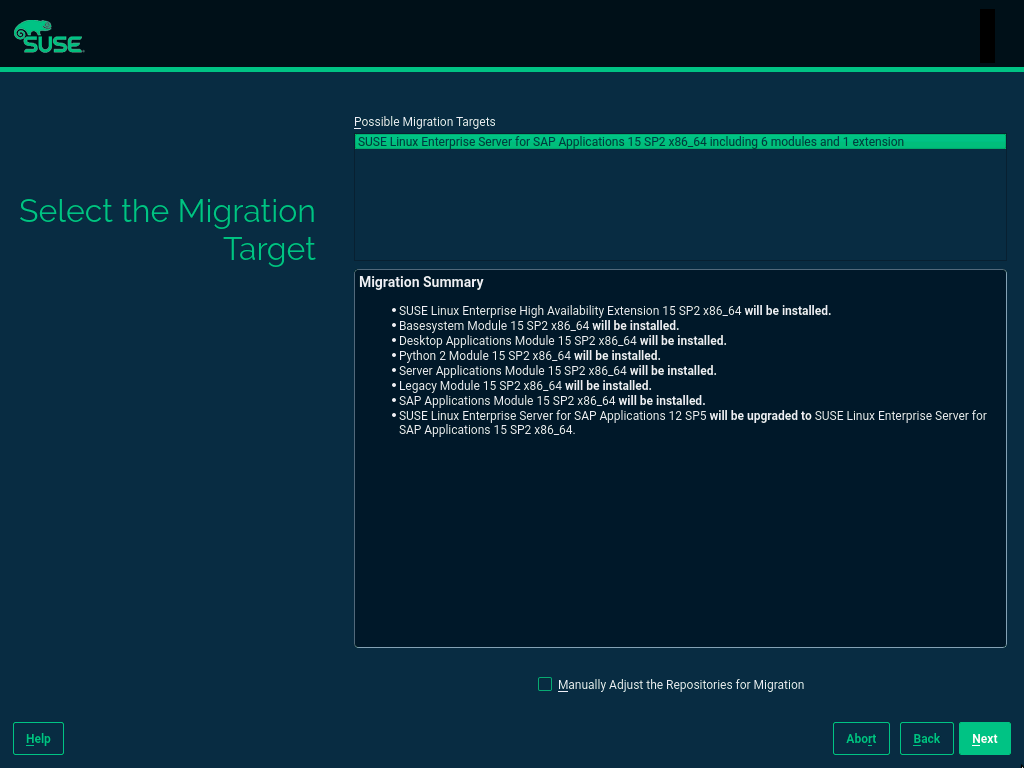 SUSE
Possible Migration Targets
SUSE Linux Enterprise Server for SAP Applications 15 SP2 x86_64 including 6 modules and 1 extension
Select the Migration
Target
Migration Summary
• SUSE Linux Enterprise High Availability Extension 15 SP2 x86_64 will be installed.
• Basesystem Module 15 SP2 x86_64 will be installed.
• Desktop Applications Module 15 SP2 x86_64 will be installed.
• Python 2 Module 15 SP2 x86_64 will be installed.
• Server Applications Module 15 SP2 x86_64 will be installed.
• Legacy Module 15 SP2 x86_64 will be installed.
• SAP Applications Module 15 SP2 x86_64 will be installed.
• SUSE Linux Enterprise Server for SAP Applications 12 SP5 will be upgraded to SUSE Linux Enterprise Server for
SAP Applications 15 SP2 x86_64.
Manually Adjust the Repositories for Migration
Help
Abort
Back
Next